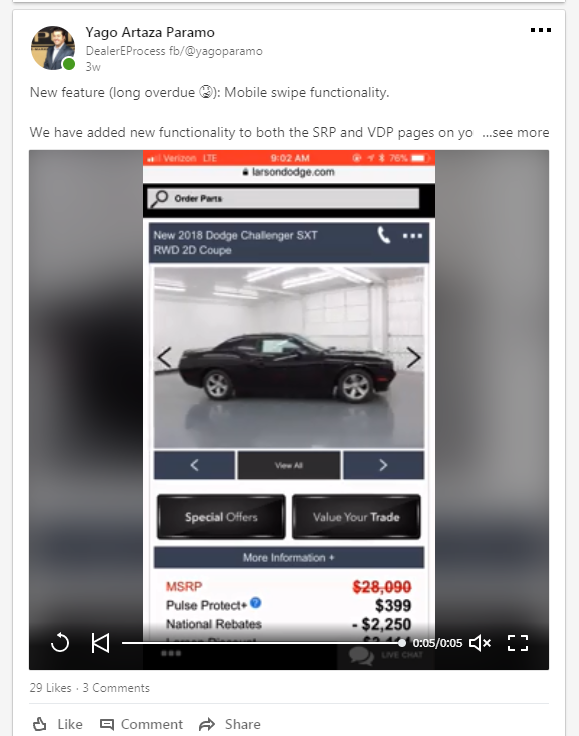 Yago Artaza Paramo
DealerEProcess fb/@yagoparamo
3w
New feature (long overdue 😰): Mobile swipe functionality.
We have added new functionality to both the SRP and VDP pages on yo ...see more
Verizon LTE 9:02 AM 76%
larsondodge.com
Order Parts
New 2018 Dodge Challenger SXT
RWD 2D Coupe
View All
Special Offers Value Your Trade
More Information +
MSRP $28,090
Pulse Protect+ ? $399
National Rebates - $2,250
0:05/0:05
LIVE CHAT
29 Likes · 3 Comments
Like Comment Share